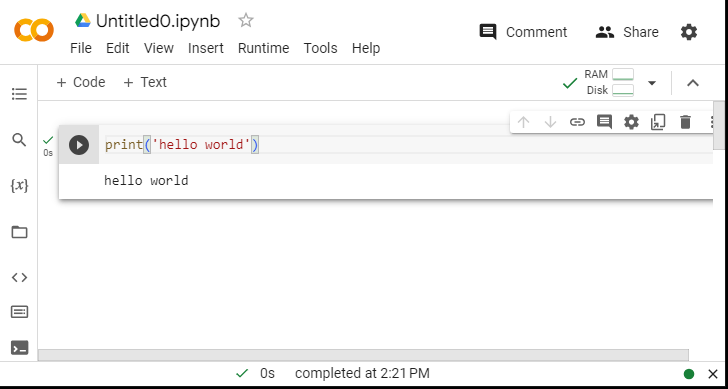 Untitled0.ipynb
File Edit View Insert Runtime Tools Help
Comment Share
+ Code + Text
RAM
Disk
0s
print('hello world')
hello world
{x}
0s completed at 2:21 PM